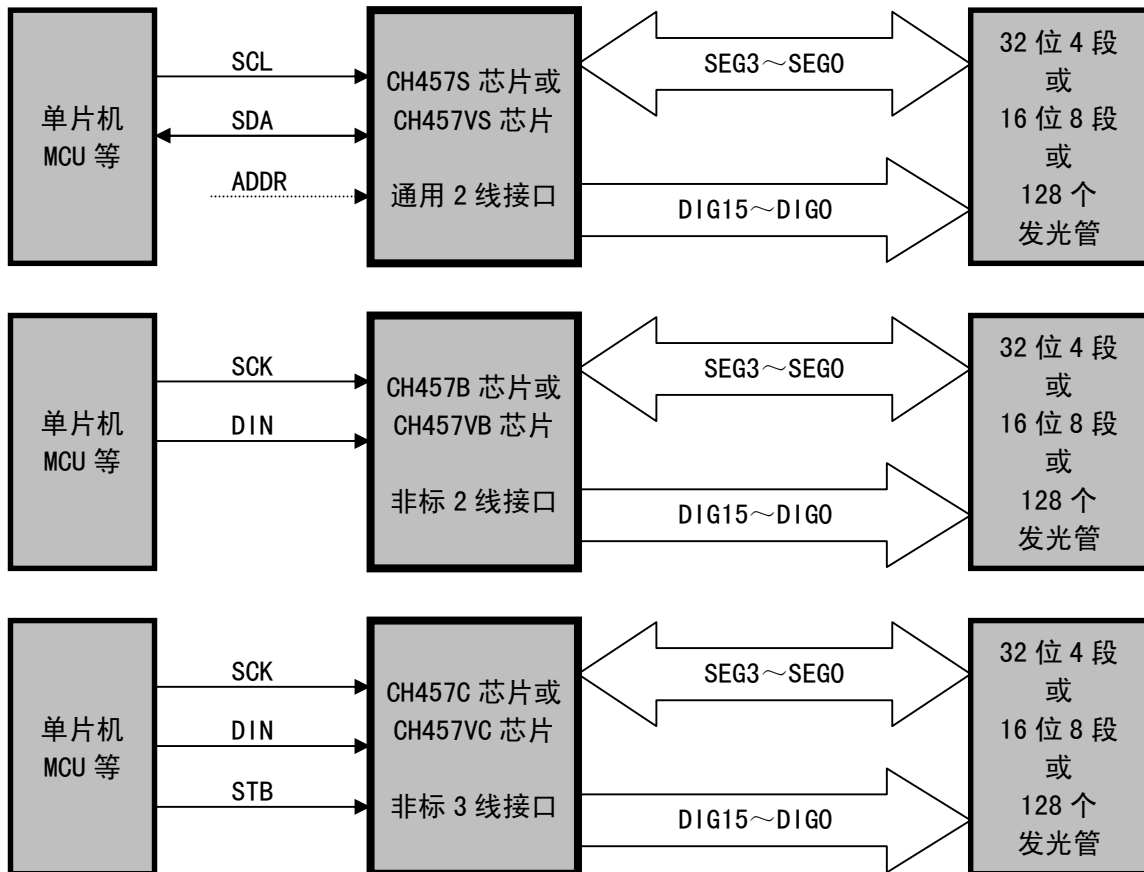 单片机
MCU 等
SCL
SDA
ADDR
CH457S 芯片或
CH457VS 芯片
通用 2 线接口
SEG3～SEG0
DIG15～DIG0
32 位 4 段
或
16 位 8 段
或
128 个
发光管
单片机
MCU 等
SCK
DIN
CH457B 芯片或
CH457VB 芯片
非标 2 线接口
SEG3～SEG0
DIG15～DIG0
32 位 4 段
或
16 位 8 段
或
128 个
发光管
单片机
MCU 等
SCK
DIN
STB
CH457C 芯片或
CH457VC 芯片
非标 3 线接口
SEG3～SEG0
DIG15～DIG0
32 位 4 段
或
16 位 8 段
或
128 个
发光管